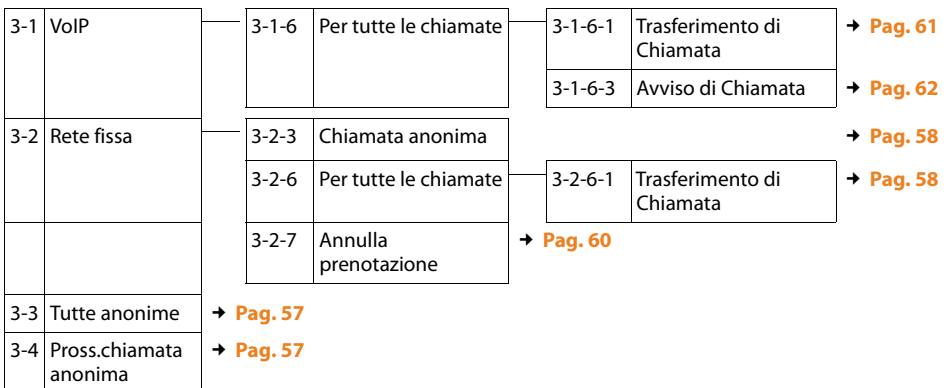 3-1 VoIP 3-1-6 Per tutte le chiamate 3-1-6-1 Trasferimento di Chiamata ➔ Pag. 61
3-1-6-3 Avviso di Chiamata ➔ Pag. 62
3-2 Rete fissa 3-2-3 Chiamata anonima ➔ Pag. 58
3-2-6 Per tutte le chiamate 3-2-6-1 Trasferimento di Chiamata ➔ Pag. 58
3-2-7 Annulla prenotazione ➔ Pag. 60
3-3 Tutte anonime ➔ Pag. 57
3-4 Pross.chiamata anonima ➔ Pag. 57